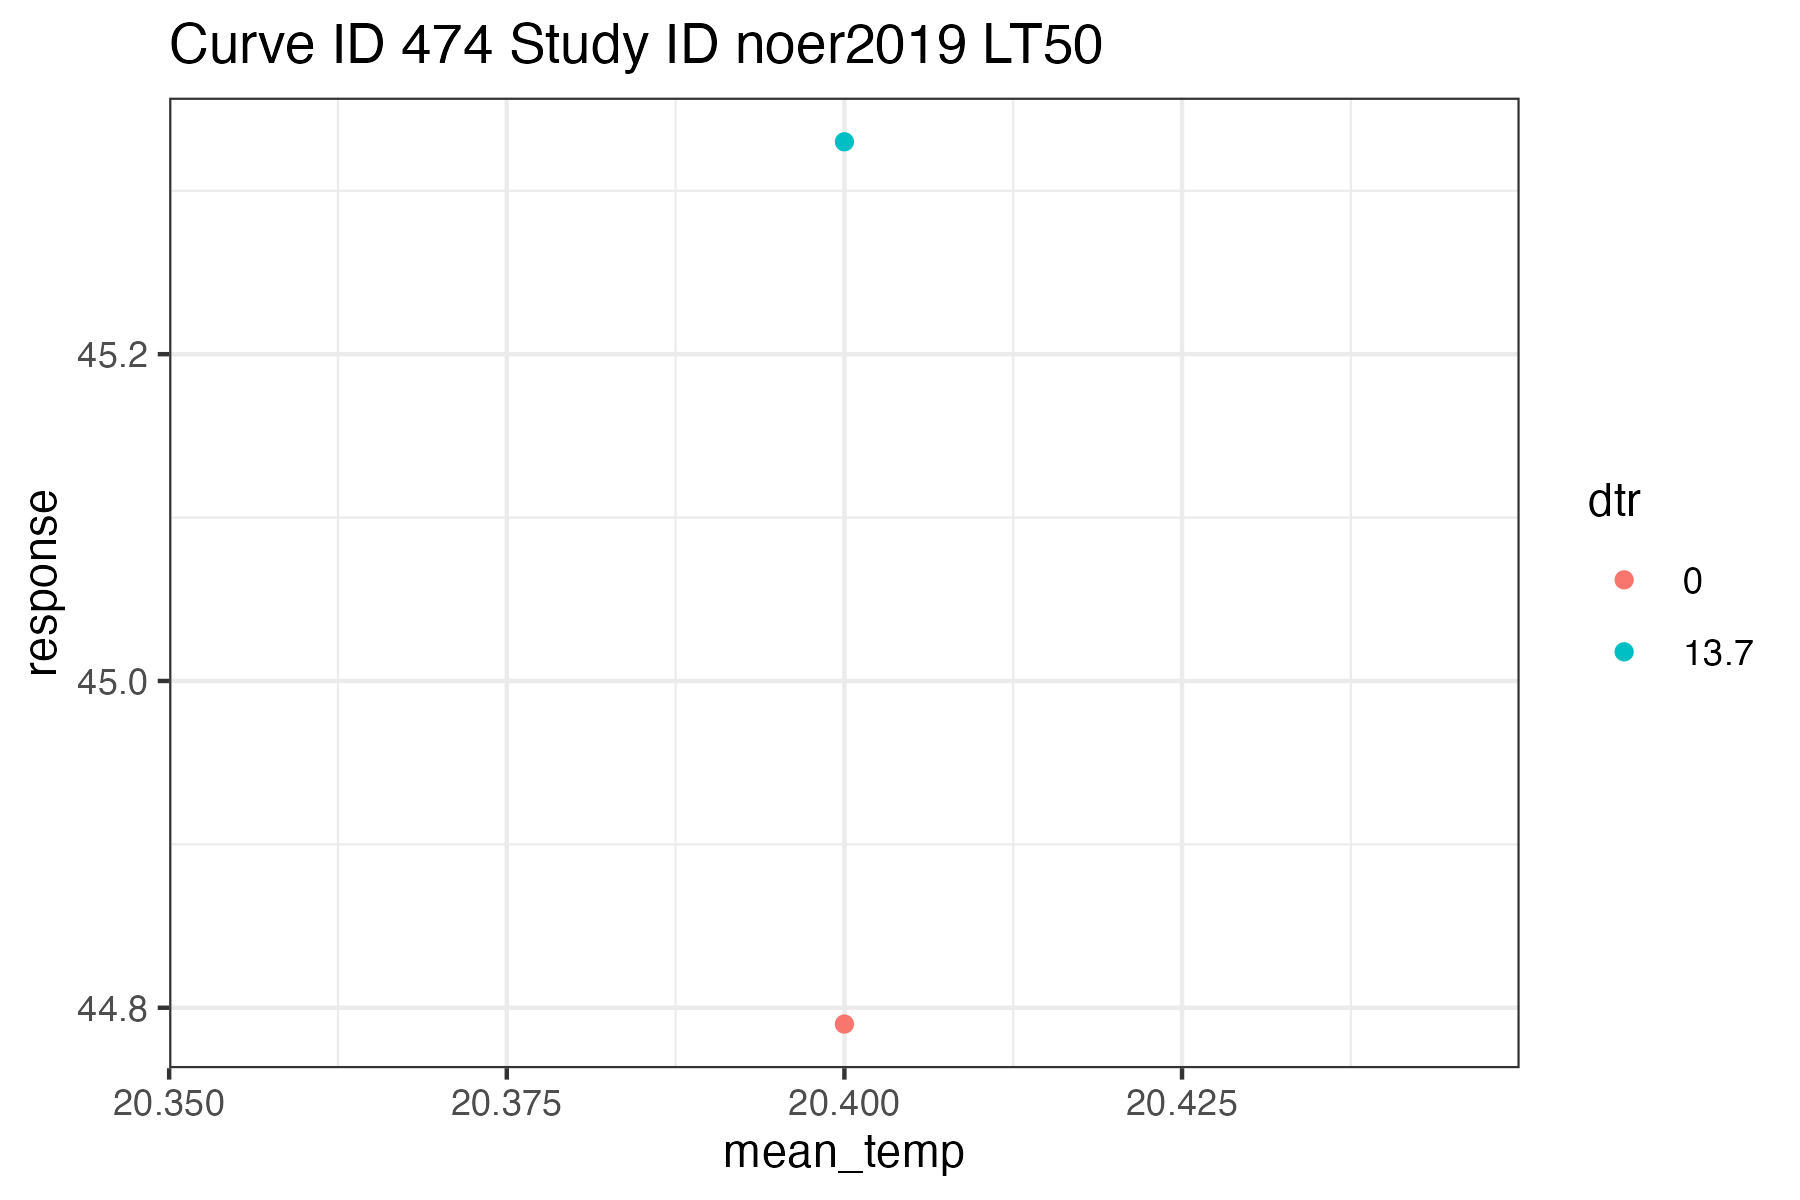 Curve ID 474 Study ID noer2019 LT50
response
45.2
45.0
44.8
20.350 20.375 20.400 20.425
mean_temp
dtr
0
13.7